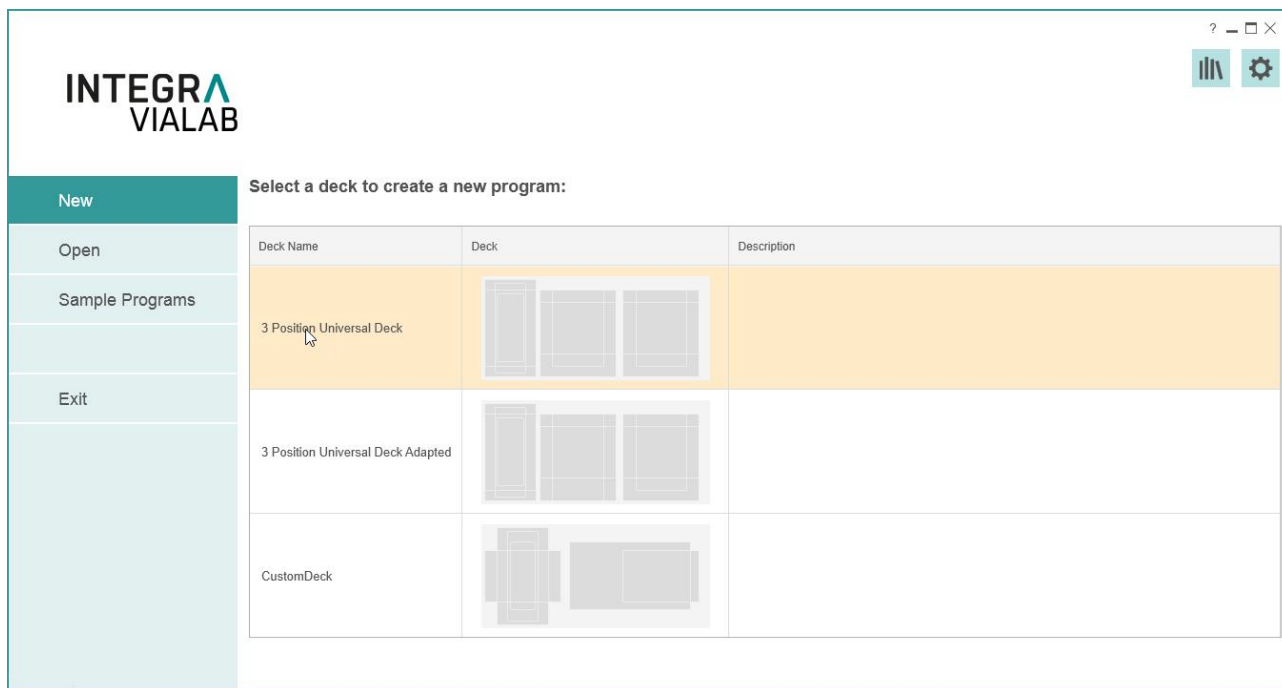 ?
INTEGRA
VIALAB
New
Open
Sample Programs
Exit
Select a deck to create a new program:
Deck Name Deck Description
3 Position Universal Deck
3 Position Universal Deck Adapted
CustomDeck